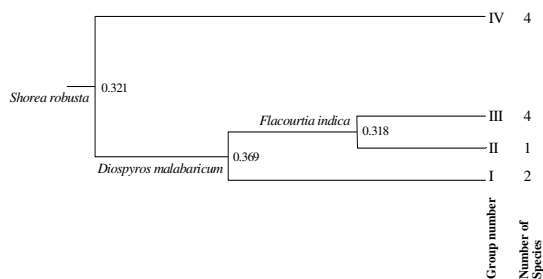 IV 4
0.321
Shorea robusta
Flacourtia indica
III 4
0.318
0.369
II 1
Diospyros malabaricum
I 2
Group number
Number of
Species